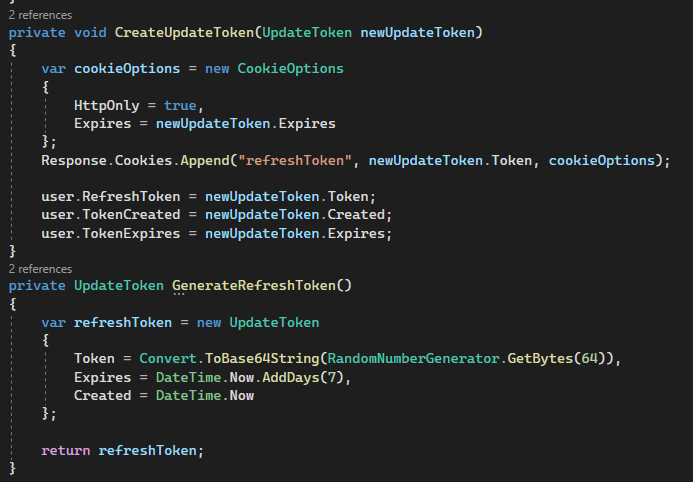 2 references
private void CreateUpdateToken(UpdateToken newUpdateToken)
{
    var cookieOptions = new CookieOptions
    {
        HttpOnly = true,
        Expires = newUpdateToken.Expires
    };
    Response.Cookies.Append("refreshToken", newUpdateToken.Token, cookieOptions);

    user.RefreshToken = newUpdateToken.Token;
    user.TokenCreated = newUpdateToken.Created;
    user.TokenExpires = newUpdateToken.Expires;
}
2 references
private UpdateToken GenerateRefreshToken()
{
    var refreshToken = new UpdateToken
    {
        Token = Convert.ToBase64String(RandomNumberGenerator.GetBytes(64)),
        Expires = DateTime.Now.AddDays(7),
        Created = DateTime.Now
    };

    return refreshToken;
}